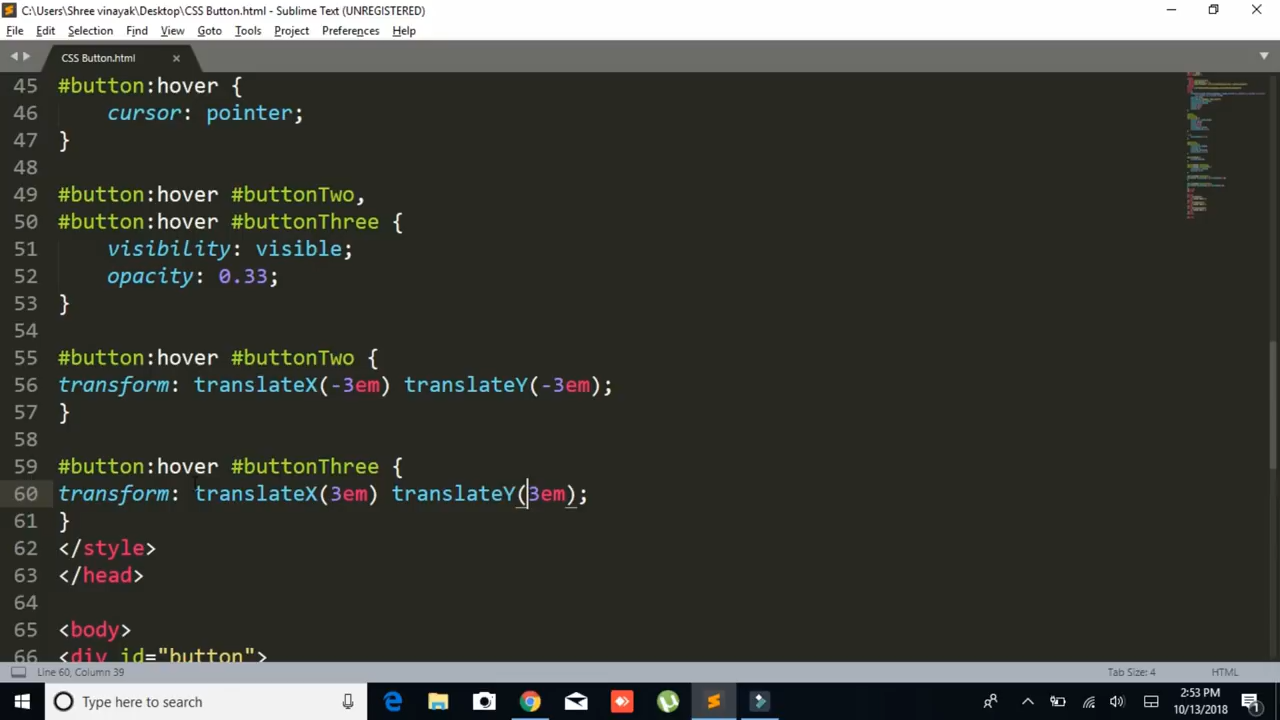 C:\Users\Shree vinayak\Desktop\CSS Button.html - Sublime Text (UNREGISTERED)
File Edit Selection Find View Goto Tools Project Preferences Help
CSS Button.html
45 #button:hover {
46     cursor: pointer;
47 }
48
49 #button:hover #buttonTwo,
50 #button:hover #buttonThree {
51     visibility: visible;
52     opacity: 0.33;
53 }
54
55 #button:hover #buttonTwo {
56 transform: translateX(-3em) translateY(-3em);
57 }
58
59 #button:hover #buttonThree {
60 transform: translateX(3em) translateY(3em);
61 }
62 </style>
63 </head>
64
65 <body>
66 <div id="button">
Line 60, Column 39 Tab Size: 4 HTML
Type here to search
2:53 PM
10/13/2018
1